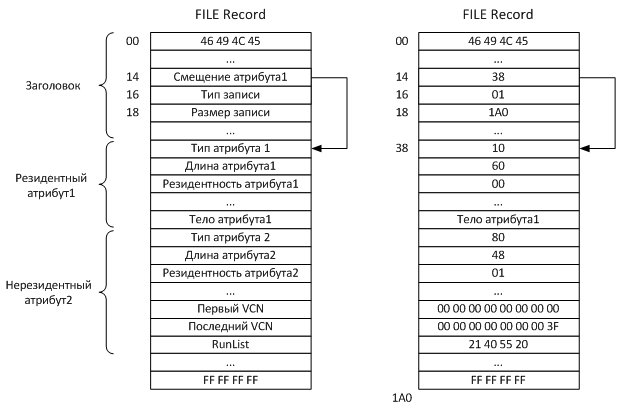 FILE Record FILE Record
00 46 49 4C 45 00 46 49 4C 45
... ...
14 Смещение атрибута1 14 38
Заголовок 16 Тип записи 16 01
18 Размер записи 18 1A0
... ...
Тип атрибута 1 38 10
Длина атрибута1 60
Резидентный атрибут1 Резидентность атрибута1 00
... ...
Тело атрибута1 Тело атрибута1
Тип атрибута 2 80
Длина атрибута2 48
Резидентность атрибута2 01
Нерезидентный атрибут2 ... ...
Первый VCN 00 00 00 00 00 00 00 00
Последний VCN 00 00 00 00 00 00 00 3F
RunList 21 40 55 20
... ...
FF FF FF FF FF FF FF FF
1A0